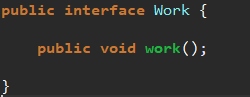 public interface Work {
public void work();
}